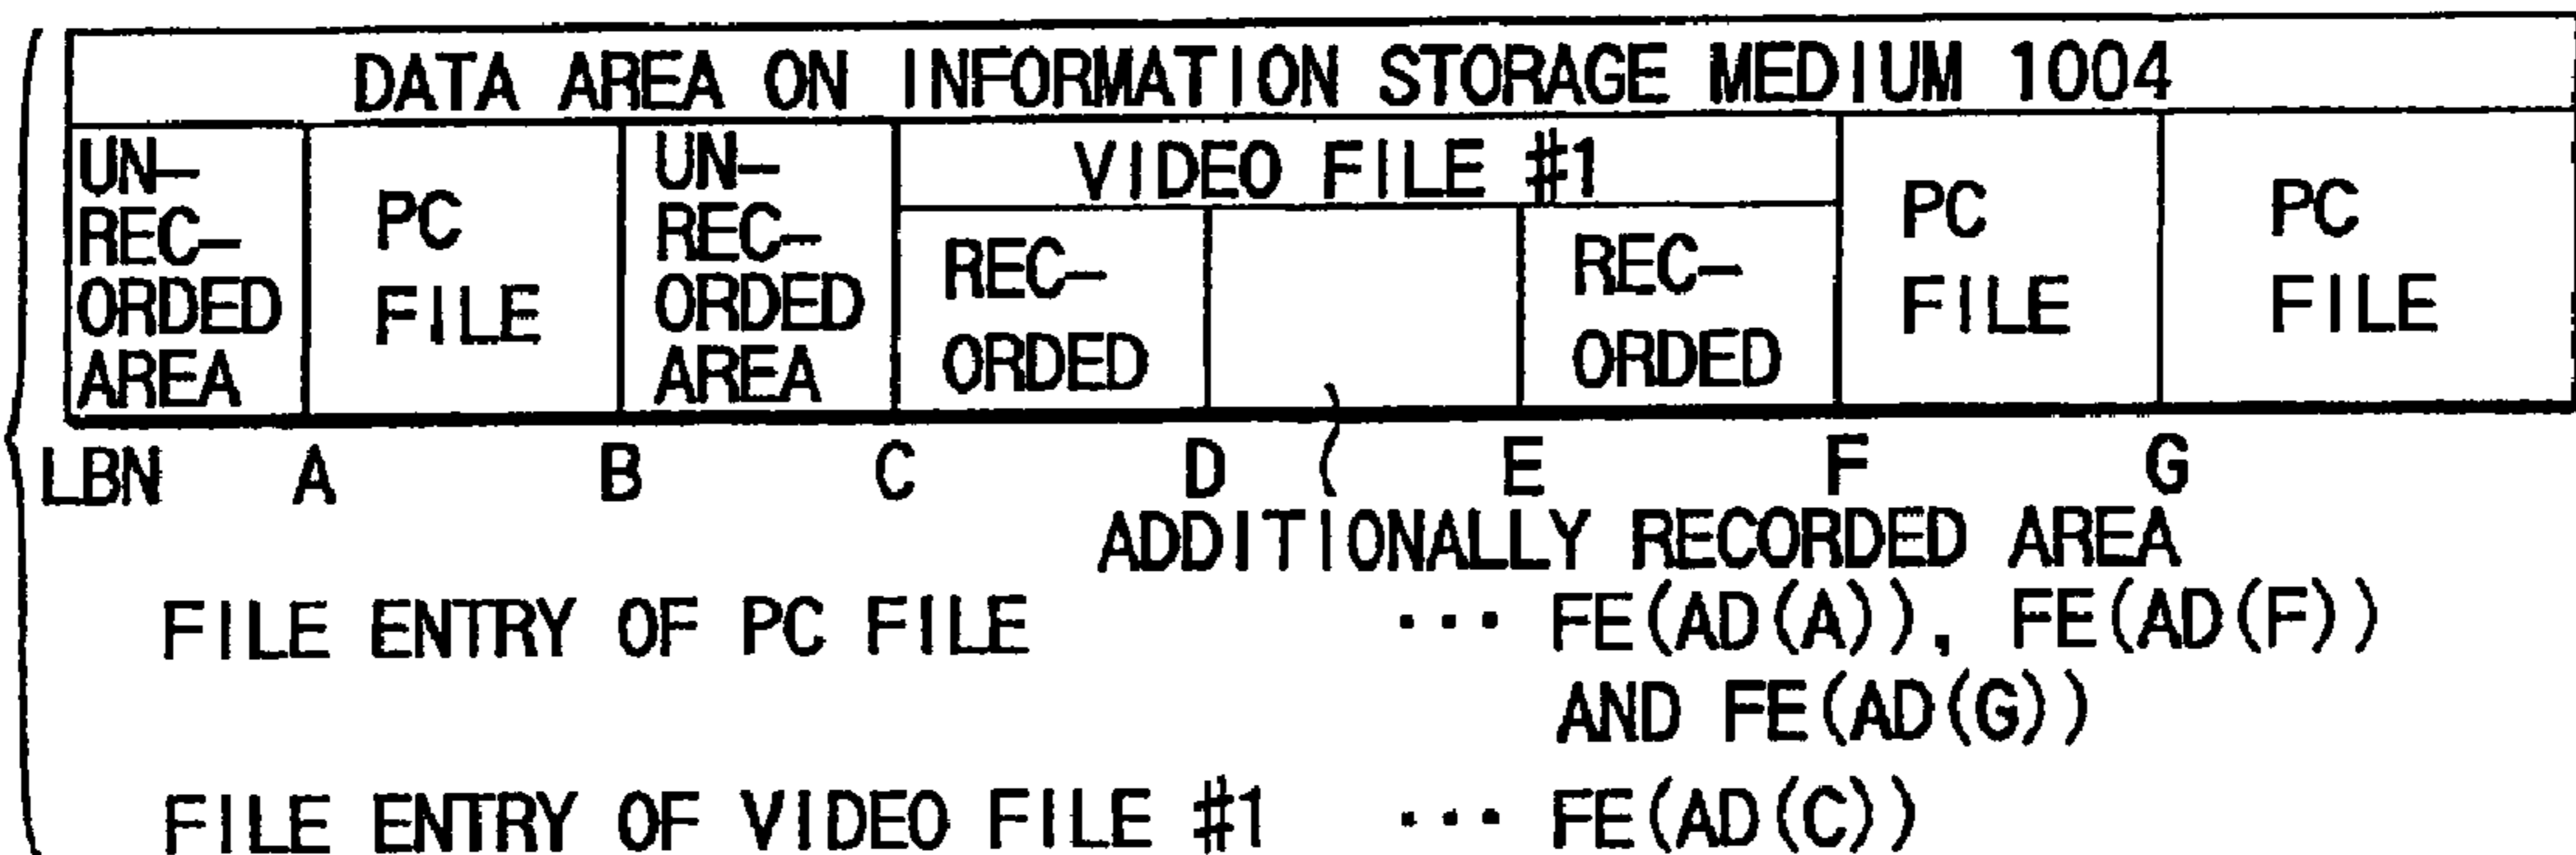 DATA AREA ON INFORMATION STORAGE MEDIUM 1004
UN-
REC-
ORDED
AREA
PC
FILE
UN-
REC-
ORDED
AREA
VIDEO FILE #1
REC-
ORDED
REC-
ORDED
PC
FILE
PC
FILE
LBN A B C D E F G
ADDITIONALLY RECORDED AREA
FILE ENTRY OF PC FILE ... FE(AD(A)), FE(AD(F))
AND FE(AD(G))
FILE ENTRY OF VIDEO FILE #1 ... FE(AD(C))